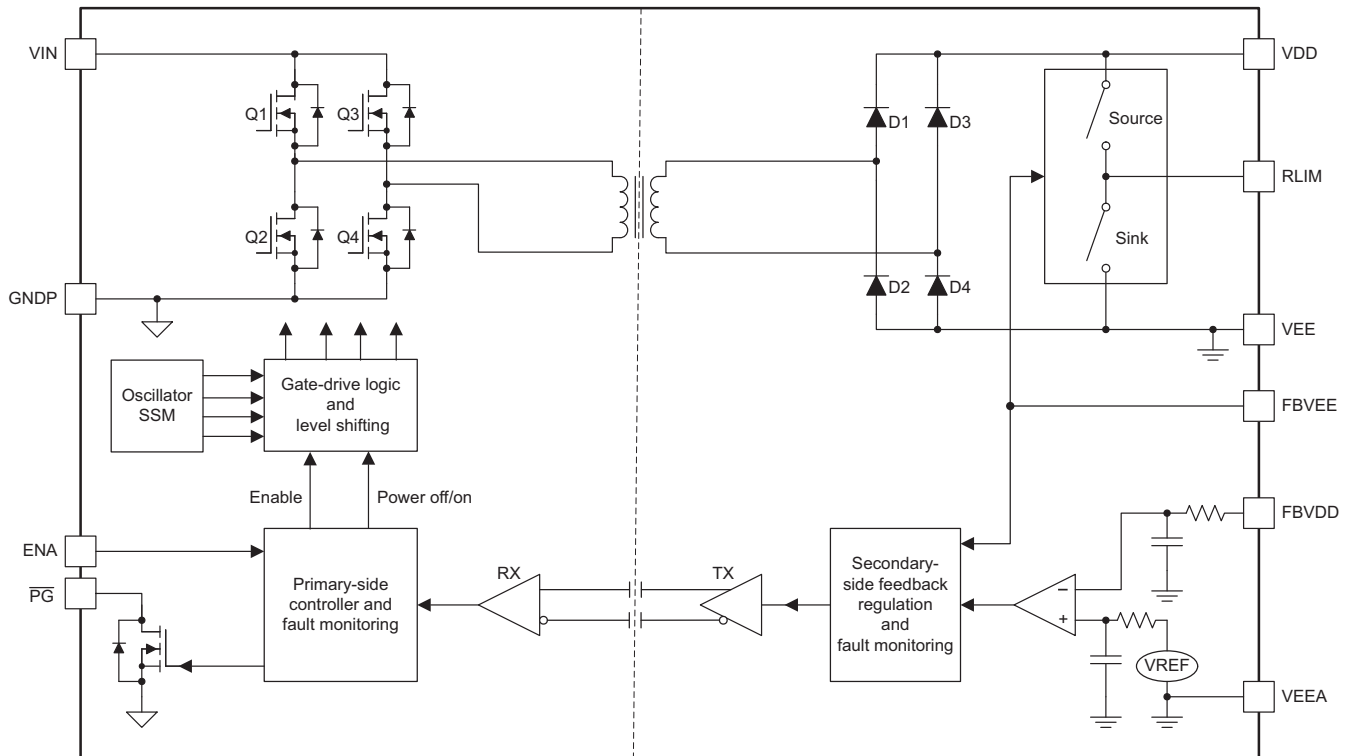 VIN
VDD
Q1
Q3
D1
D3
Source
RLIM
Q2
Q4
Sink
D2
D4
GNDP
VEE
Oscillator
SSM
Gate-drive logic
and
level shifting
FBVEE
Enable
Power off/on
FBVDD
ENA
PG
Primary-side
controller and
fault monitoring
RX
TX
Secondary-
side feedback
regulation
and
fault monitoring
–
+
VREF
VEEA